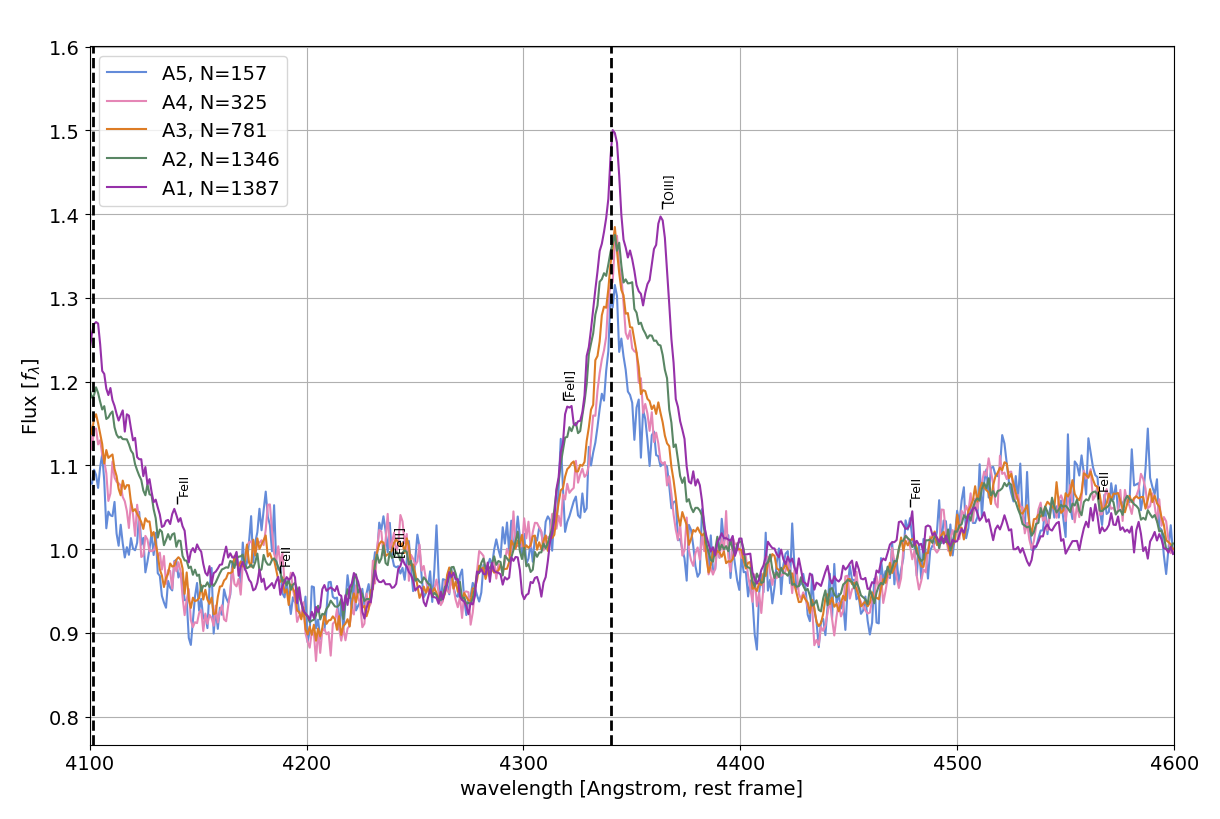 1.6
1.5
1.4
1.3
1.2
1.1
1.0
0.9
0.8
Flux [fλ]
A5, N=157
A4, N=325
A3, N=781
A2, N=1346
A1, N=1387
FeII
FeII
[FeII]
[FeII]
[OIII]
FeII
FeII
4100 4200 4300 4400 4500 4600
wavelength [Angstrom, rest frame]